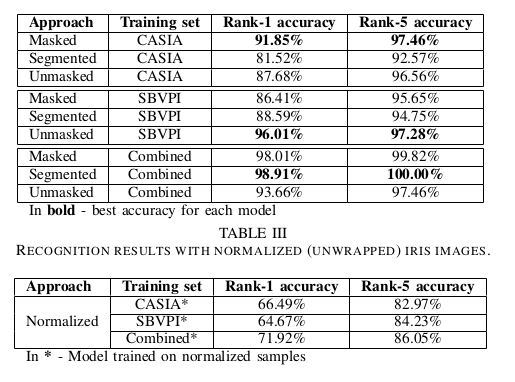 Approach Training set Rank-1 accuracy Rank-5 accuracy
Masked CASIA 91.85% 97.46%
Segmented CASIA 81.52% 92.57%
Unmasked CASIA 87.68% 96.56%
Masked SBVPI 86.41% 95.65%
Segmented SBVPI 88.59% 94.75%
Unmasked SBVPI 96.01% 97.28%
Masked Combined 98.01% 99.82%
Segmented Combined 98.91% 100.00%
Unmasked Combined 93.66% 97.46%
In bold - best accuracy for each model
TABLE III
RECOGNITION RESULTS WITH NORMALIZED (UNWRAPPED) IRIS IMAGES.
Approach Training set Rank-1 accuracy Rank-5 accuracy
CASIA* 66.49% 82.97%
Normalized SBVPI* 64.67% 84.23%
Combined* 71.92% 86.05%
In * - Model trained on normalized samples